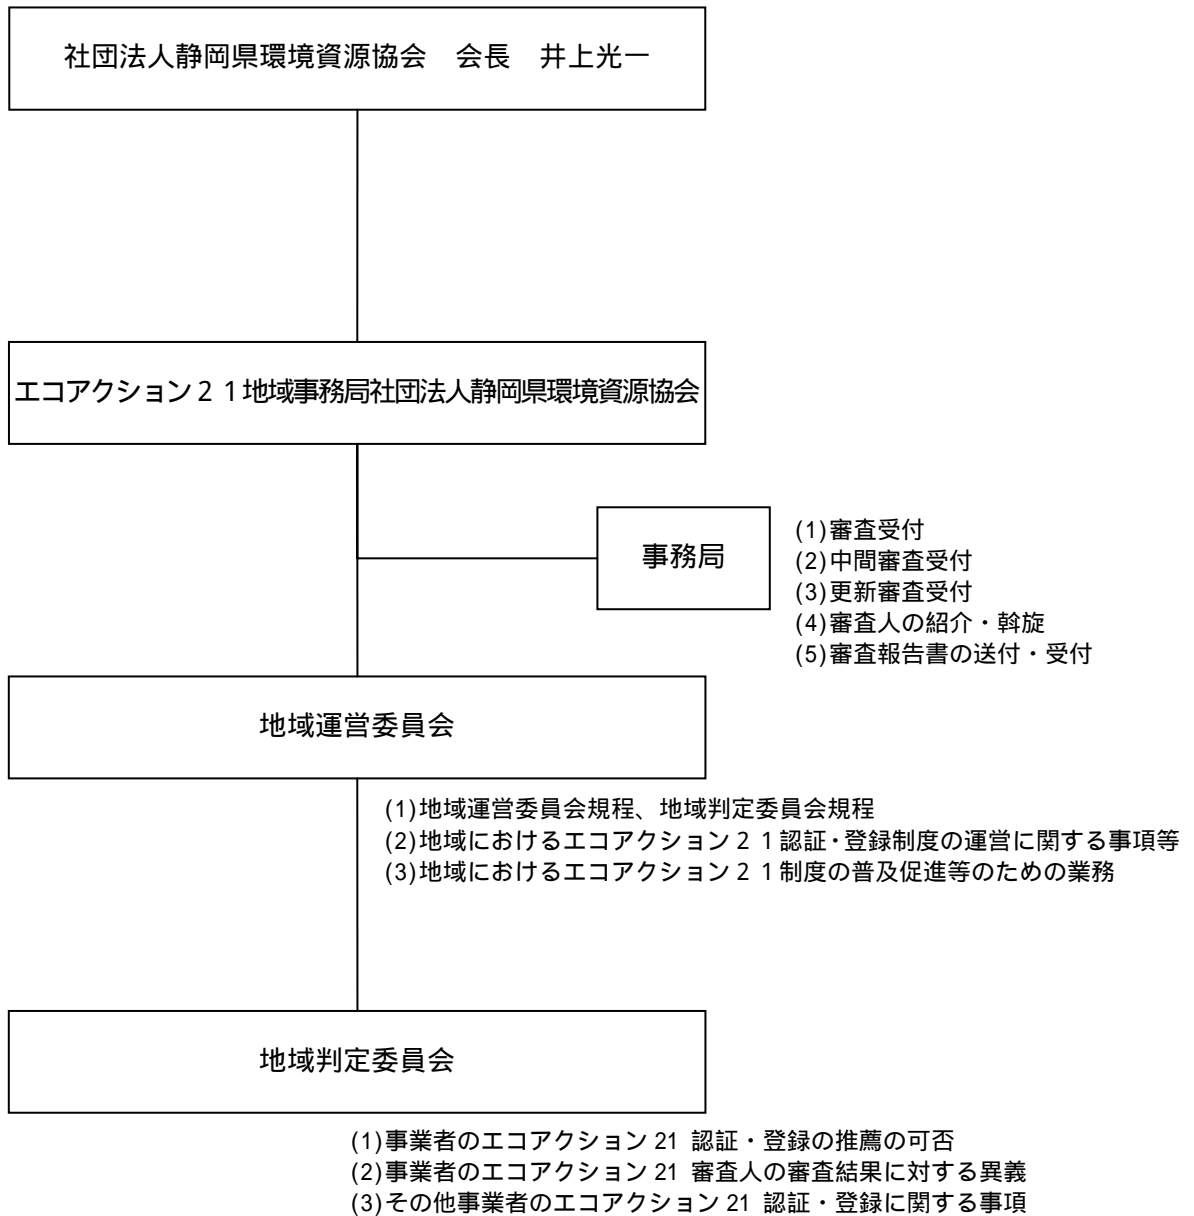 社団法人静岡県環境資源協会　会長　井上光一
エコアクション２１地域事務局社団法人静岡県環境資源協会
事務局
(1)審査受付
(2)中間審査受付
(3)更新審査受付
(4)審査人の紹介・斡旋
(5)審査報告書の送付・受付
地域運営委員会
(1)地域運営委員会規程、地域判定委員会規程
(2)地域におけるエコアクション２１認証・登録制度の運営に関する事項等
(3)地域におけるエコアクション２１制度の普及促進等のための業務
地域判定委員会
(1)事業者のエコアクション 21 認証・登録の推薦の可否
(2)事業者のエコアクション 21 審査人の審査結果に対する異義
(3)その他事業者のエコアクション 21 認証・登録に関する事項